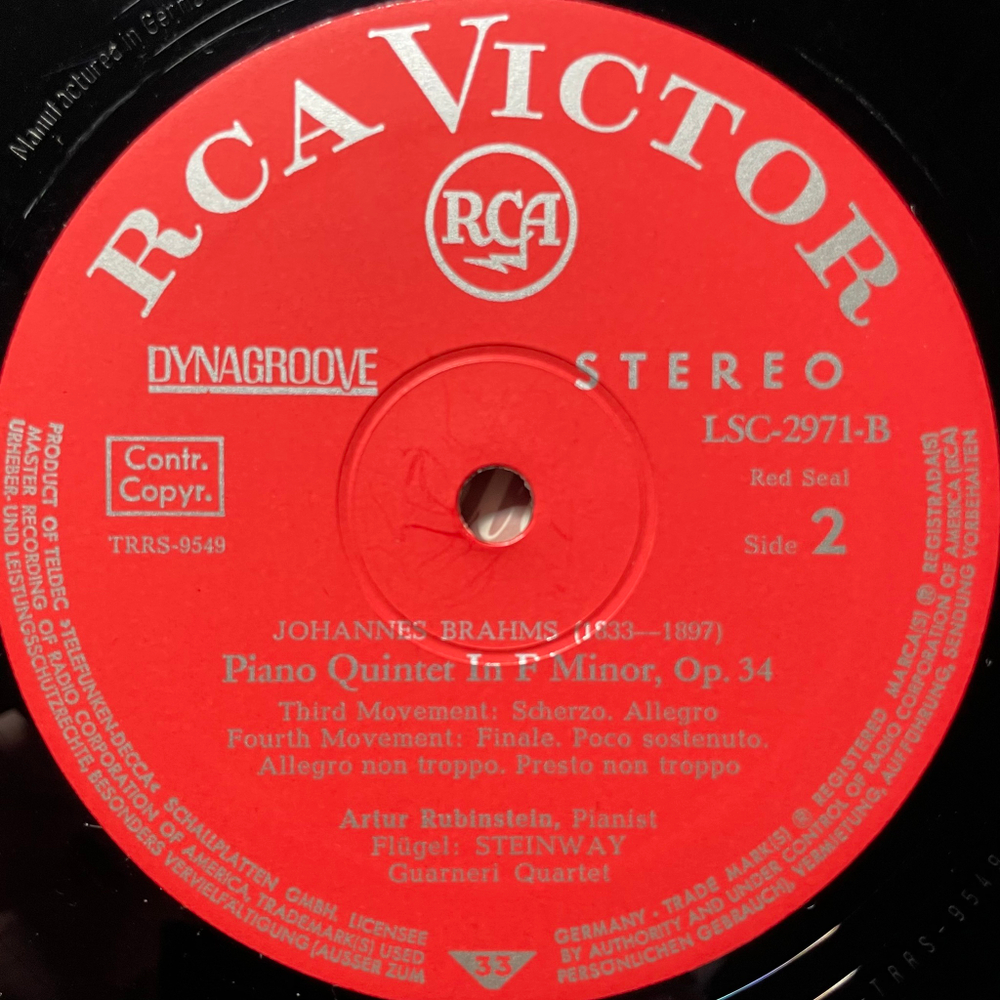 Manufactures in Germ
RCA VICTOR
RCA
DYNAGROOVE
STEREO
LSC-2971-B
Contr.
Copyr.
Red Seal
TRRS-9549
Side 2
JOHANNES BRAHMS (1833—1897)
Piano Quintet In F Minor, Op. 34
Third Movement: Scherzo. Allegro
Fourth Movement: Finale. Poco sostenuto.
Allegro non troppo. Presto non troppo
Artur Rubinstein, Pianist
Flügel: STEINWAY
Guarneri Quartet
PRODUCT OF TELDEC »TELEFUNKEN-DECCA« SCHALLPLATTEN GMBH. LICENSEE
MASTER RECORDING OF RADIO CORPORATION OF AMERICA, TRADEMARK(S) USED
URHEBER- UND LEISTUNGSSCHUTZRECHTE, BESONDERS VERVIELFÄLTIGUNG (AUSSER ZUM
33
GERMANY · TRADE MARK(S) ® REGISTERED MARCA(S) ® REGISTRADA(S)
BY AUTHORITY AND UNDER CONTROL OF RADIO CORPORATION OF AMERICA (RCA)
PERSÖNLICHEN GEBRAUCH), VERMIETUNG, AUFFÜHRUNG, SENDUNG VORBEHALTEN
TRRS-9549